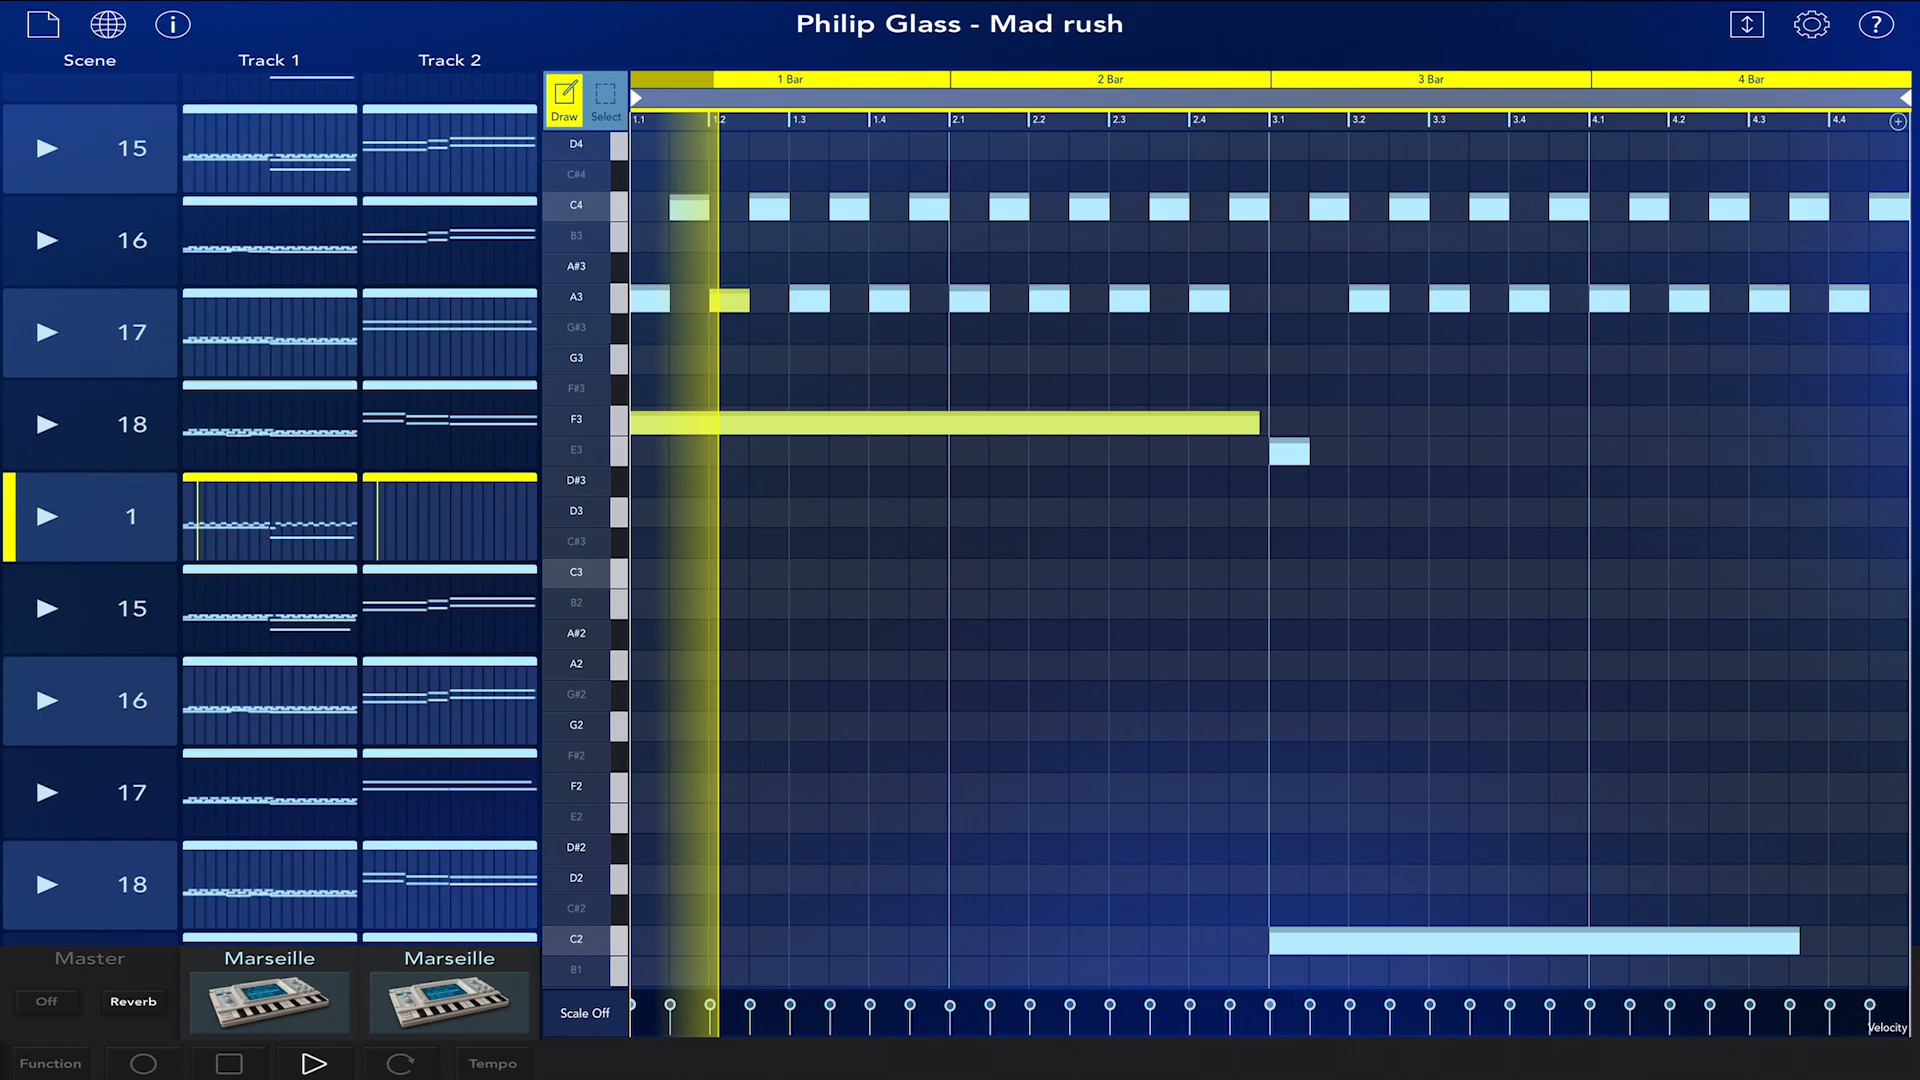 Philip Glass - Mad rush
Scene Track 1 Track 2
1 Bar 2 Bar 3 Bar 4 Bar
Draw Select
1.1 1.2 1.3 1.4 2.1 2.2 2.3 2.4 3.1 3.2 3.3 3.4 4.1 4.2 4.3 4.4
15
16
17
18
1
15
16
17
18
D4
C#4
C4
B3
A#3
A3
G#3
G3
F#3
F3
E3
D#3
D3
C#3
C3
B2
A#2
A2
G#2
G2
F#2
F2
E2
D#2
D2
C#2
C2
B1
Scale Off
Velocity
Master Marseille Marseille
Off Reverb
Function Tempo